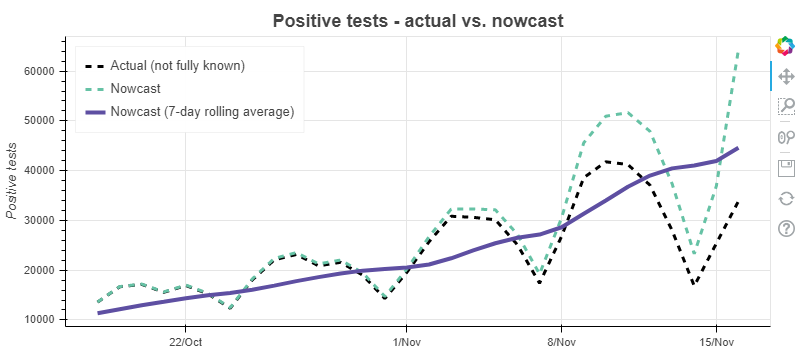 Positive tests - actual vs. nowcast
Actual (not fully known)
Nowcast
Nowcast (7-day rolling average)
Positive tests
60000
50000
40000
30000
20000
10000
22/Oct
1/Nov
8/Nov
15/Nov